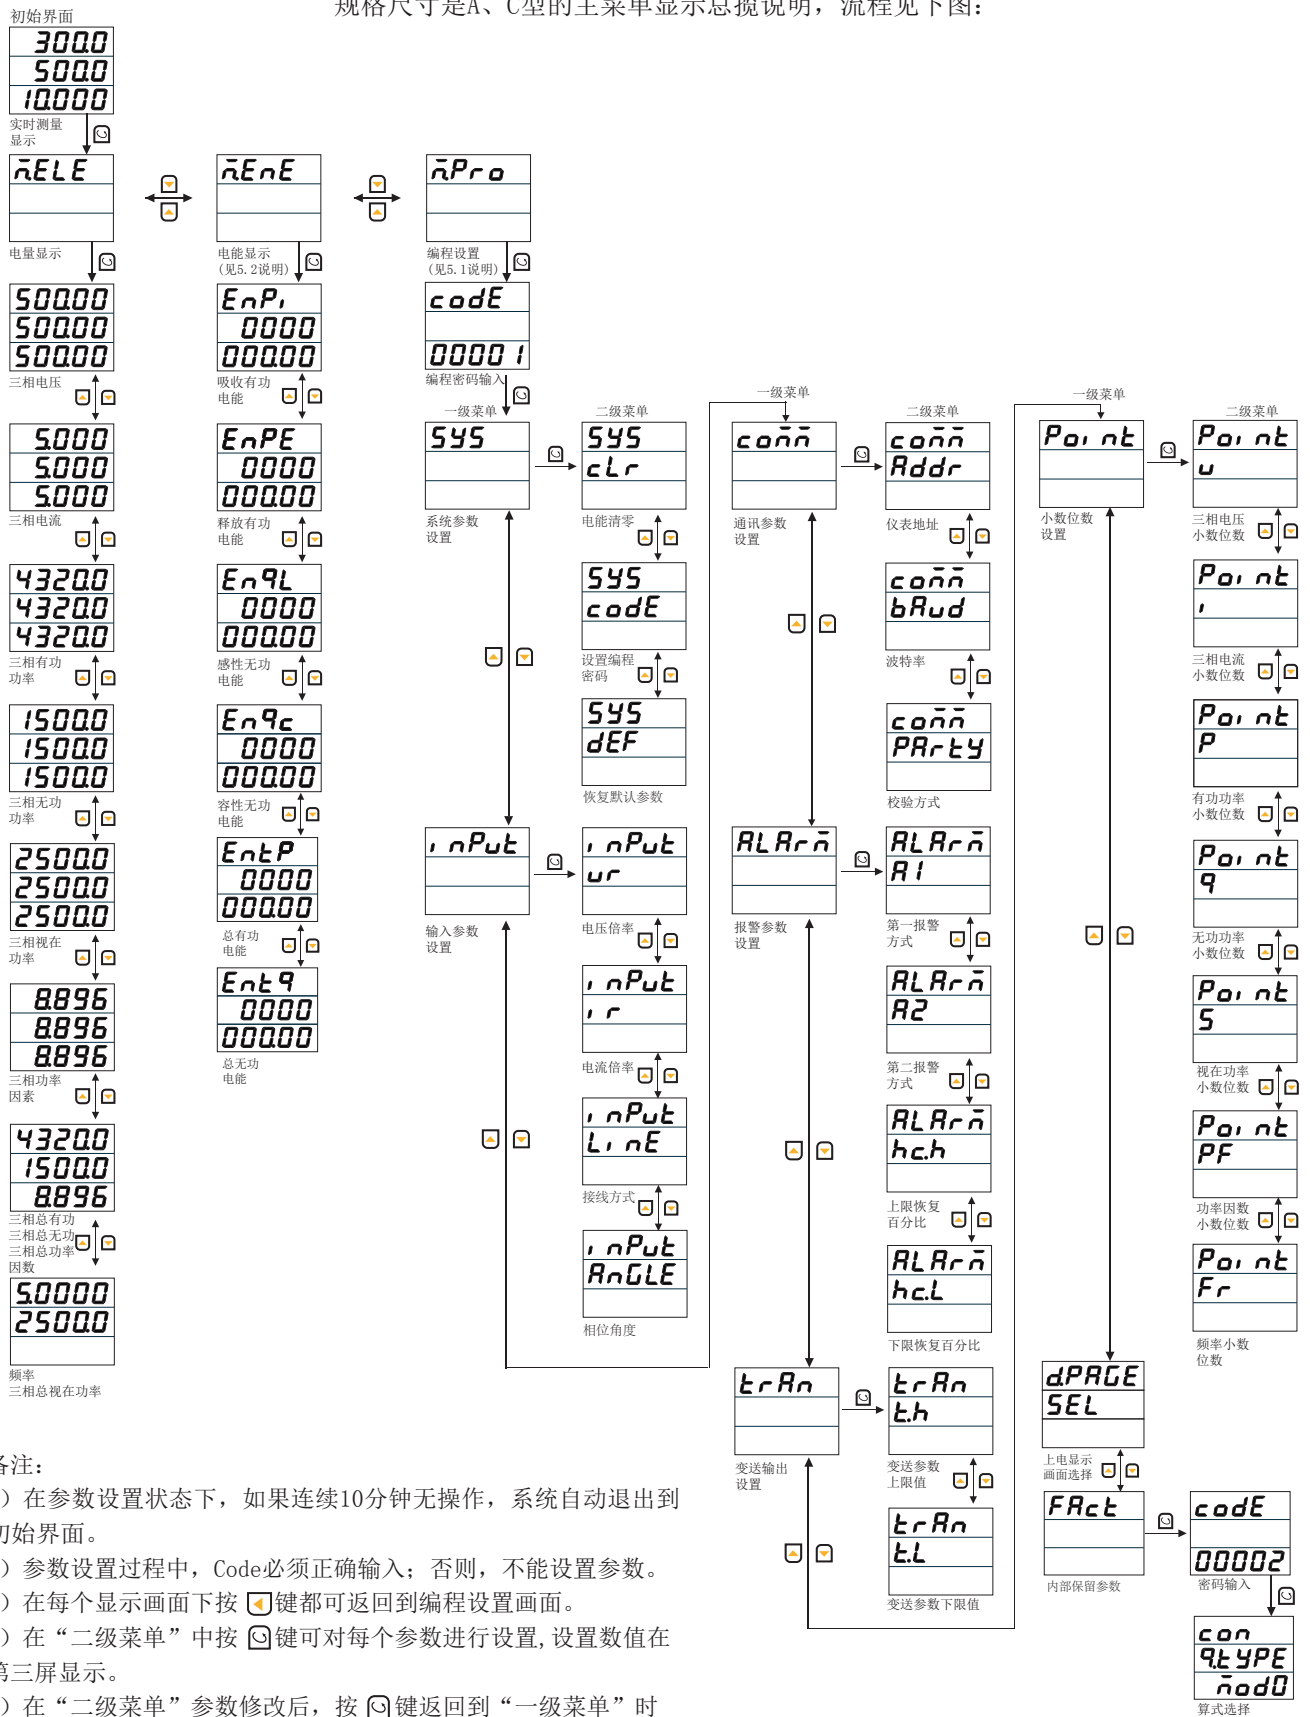 规格尺寸是A、C型的主菜单显示总揽说明，流程见下图：
初始界面
300.0
500.0
10.000
实时测量
显示
M.ELE
电量显示
500.00
500.00
500.00
三相电压
5.000
5.000
5.000
三相电流
4320.0
4320.0
4320.0
三相有功
功率
1500.0
1500.0
1500.0
三相无功
功率
2500.0
2500.0
2500.0
三相视在
功率
8.896
8.896
8.896
三相功率
因素
4320.0
1500.0
8.896
三相总有功
三相总无功
三相总功率
因数
5.0000
2500.0
频率
三相总视在功率
M.EnE
电能显示
(见5.2说明)
EnPi
0000
000.00
吸收有功
电能
EnPE
0000
000.00
释放有功
电能
EnqL
0000
000.00
感性无功
电能
Enqc
0000
000.00
容性无功
电能
EntP
0000
000.00
总有功
电能
Entq
0000
000.00
总无功
电能
M.Pro
编程设置
(见5.1说明)
codE
00001
编程密码输入
一级菜单
SYS
系统参数
设置
inPut
输入参数
设置
二级菜单
SYS
cLr
电能清零
SYS
codE
设置编程
密码
SYS
dEF
恢复默认参数
inPut
ur
电压倍率
inPut
ir
电流倍率
inPut
LinE
接线方式
inPut
AnGLE
相位角度
一级菜单
coMM
通讯参数
设置
ALArM
报警参数
设置
trAn
变送输出
设置
二级菜单
coMM
Addr
仪表地址
coMM
bAud
波特率
coMM
PArtY
校验方式
ALArM
A1
第一报警
方式
ALArM
A2
第二报警
方式
ALArM
hc.h
上限恢复
百分比
ALArM
hc.L
下限恢复百分比
trAn
t.h
变送参数
上限值
trAn
t.L
变送参数下限值
一级菜单
Point
小数位数
设置
d.PAGE
SEL
上电显示
画面选择
FAct
内部保留参数
二级菜单
Point
u
三相电压
小数位数
Point
i
三相电流
小数位数
Point
P
有功功率
小数位数
Point
q
无功功率
小数位数
Point
S
视在功率
小数位数
Point
PF
功率因数
小数位数
Point
Fr
频率小数
位数
codE
00002
密码输入
con
q.tYPE
Mod0
算式选择
备注：
）在参数设置状态下，如果连续10分钟无操作，系统自动退出到
初始界面。
）参数设置过程中，Code必须正确输入；否则，不能设置参数。
）在每个显示画面下按键都可返回到编程设置画面。
）在“二级菜单”中按键可对每个参数进行设置,设置数值在
第三屏显示。
）在“二级菜单”参数修改后，按键返回到“一级菜单”时